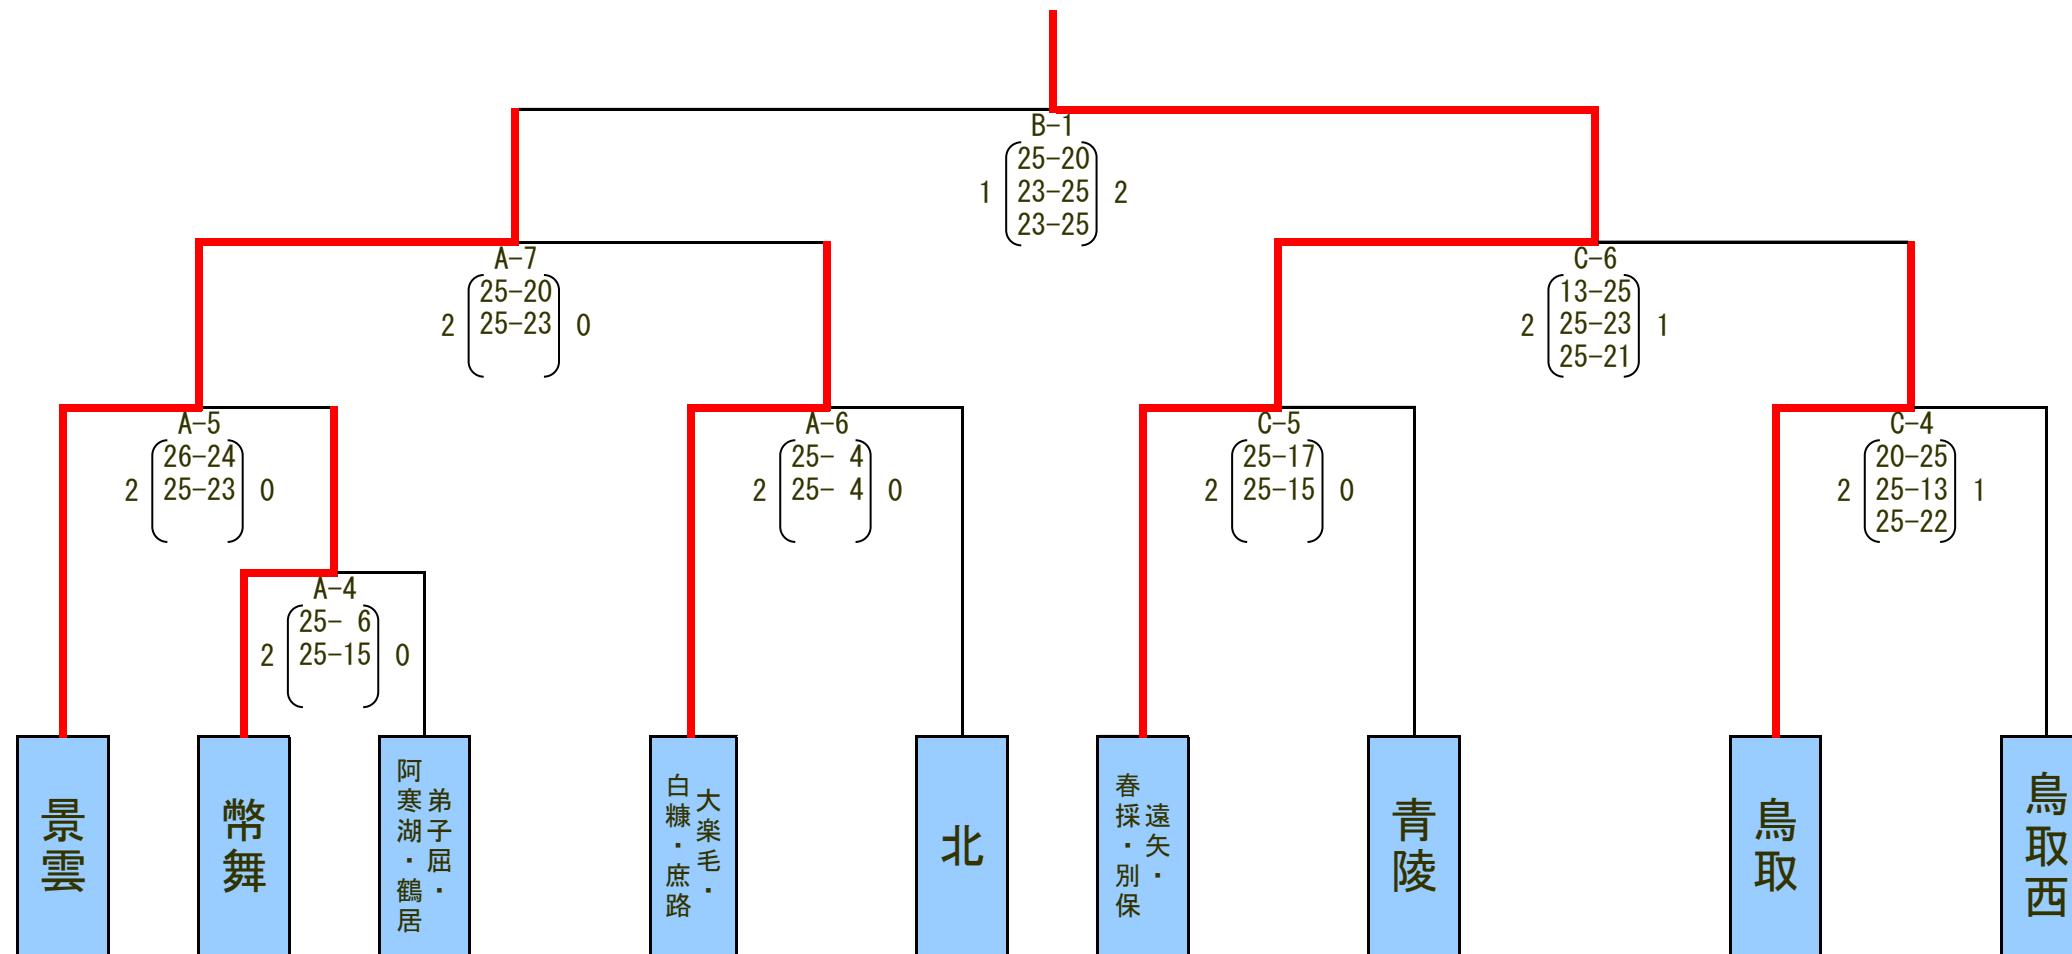 B-1
25-20
1 23-25 2
23-25
A-7
25-20
2 25-23 0
C-6
13-25
2 25-23 1
25-21
A-5
26-24
2 25-23 0
A-6
25- 4
2 25- 4 0
C-5
25-17
2 25-15 0
C-4
20-25
2 25-13 1
25-22
A-4
25- 6
2 25-15 0
景雲
幣舞
弟子屈・
阿寒湖・鶴居
大楽毛・
白糠・庶路
北
遠矢・
春採・別保
青陵
鳥取
鳥取西